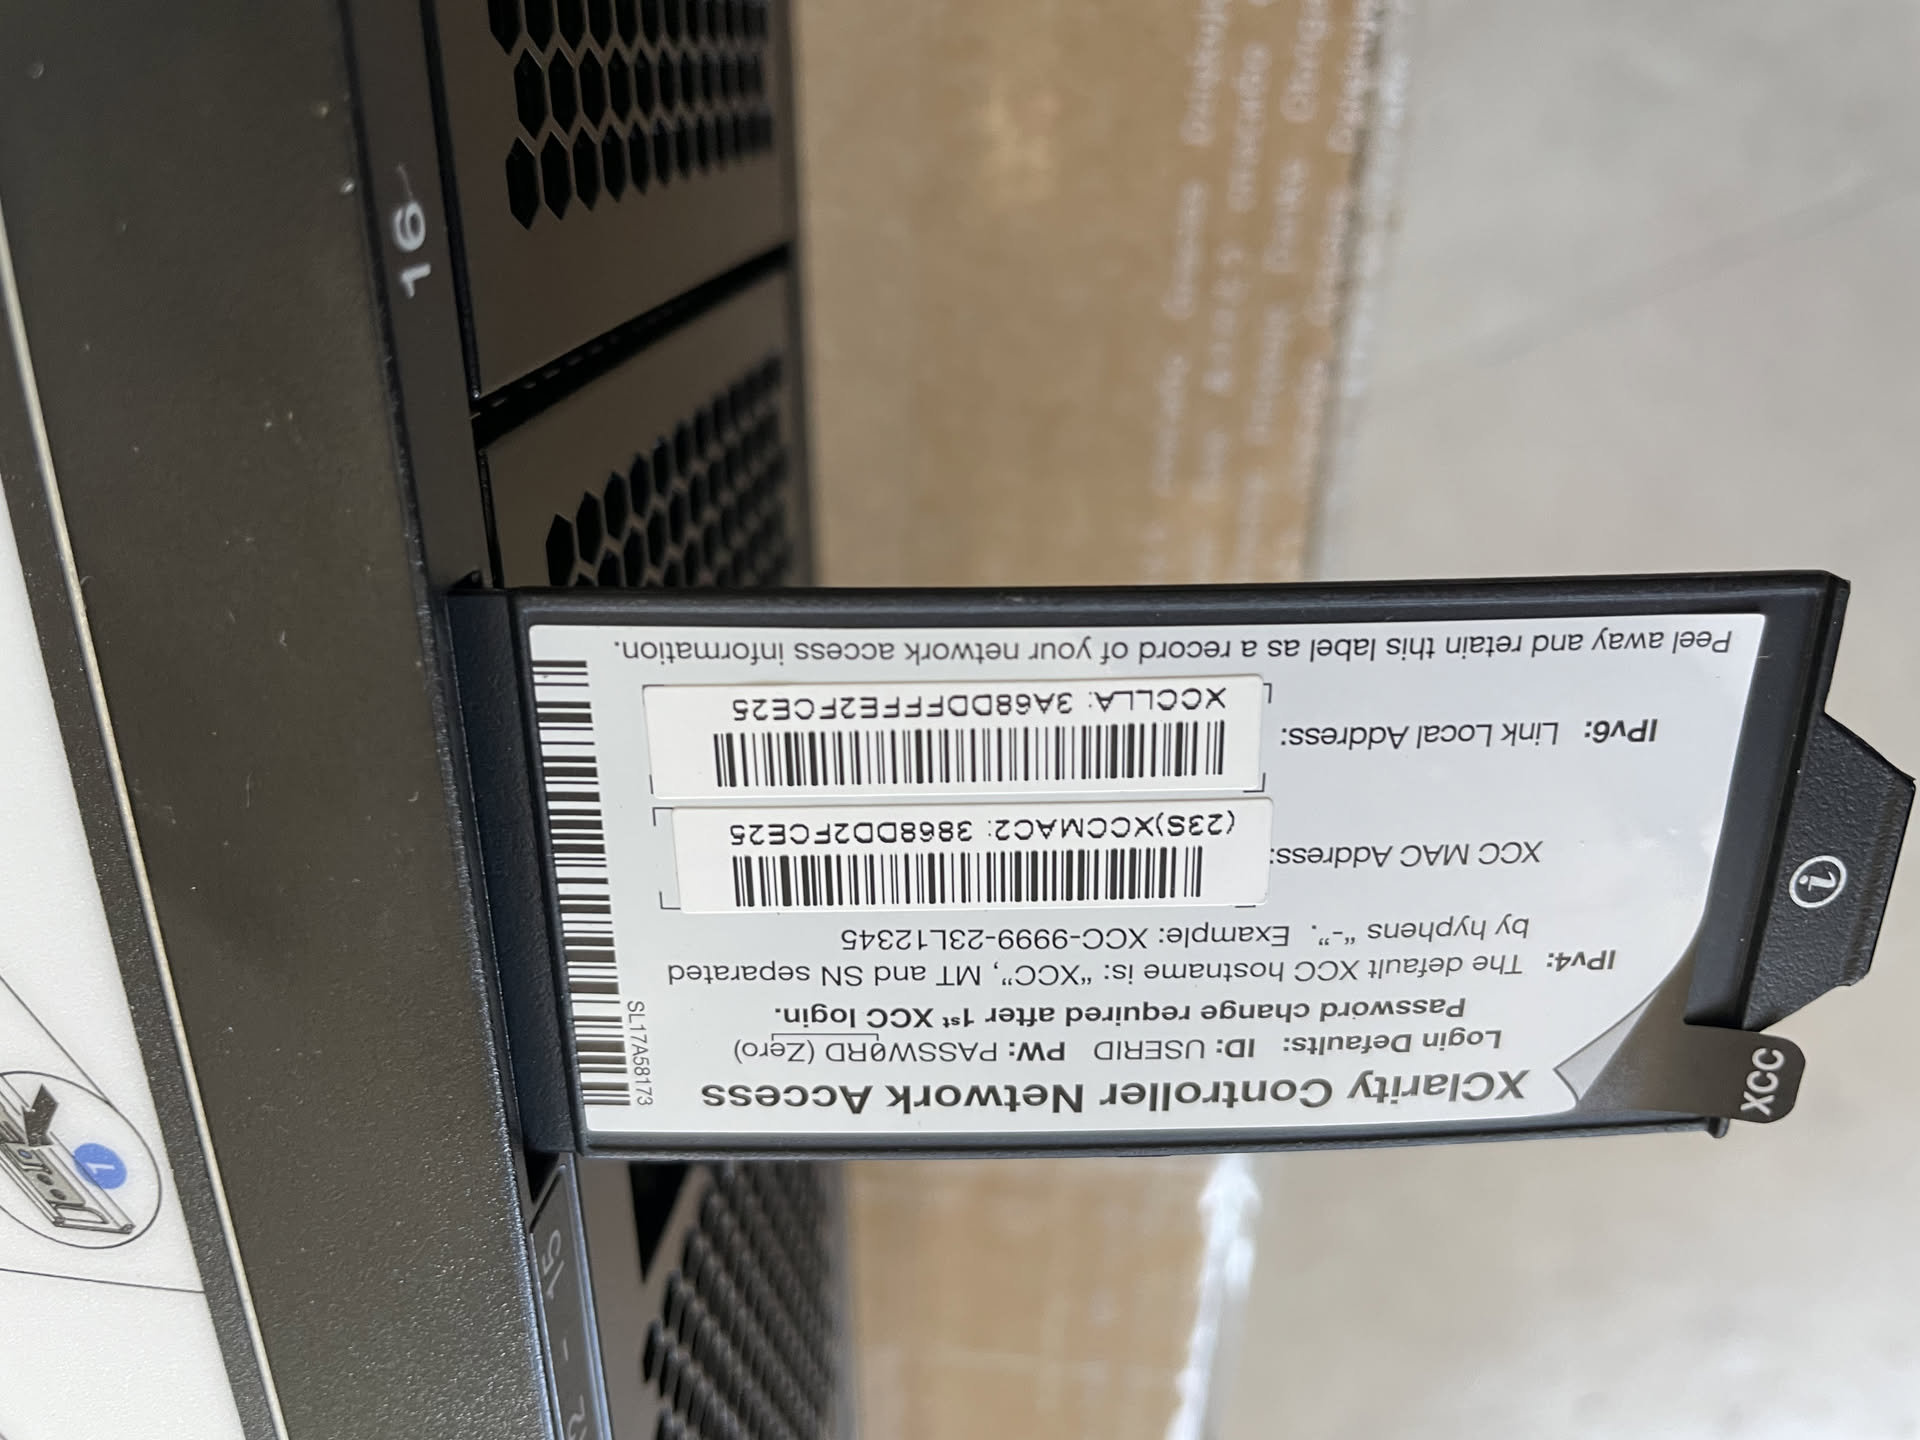 XClarity Controller Network Access
Login Defaults: ID: USERID PW: PASSW0RD (Zero)
Password change required after 1st XCC login.
IPv4: The default XCC hostname is: “XCC”, MT and SN separated
by hyphens “-”. Example: XCC-9999-23L12345
XCC MAC Address:
(23S)XCCMAC2: 3868DD2FCE25
IPv6: Link Local Address:
XCCLLA: 3A68DDFFFE2FCE25
Peel away and retain this label as a record of your network access information.
SL17A58173
XCC
16
15
1